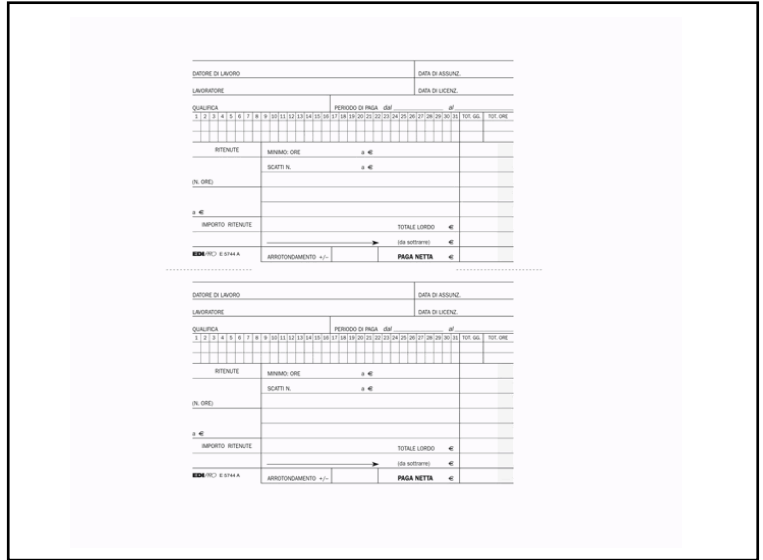 DATORE DI LAVORO DATA DI ASSUNZ.
LAVORATORE DATA DI LICENZ.
QUALIFICA PERIODO DI PAGA dal al
1 2 3 4 5 6 7 8 9 10 11 12 13 14 15 16 17 18 19 20 21 22 23 24 25 26 27 28 29 30 31 TOT. GG. TOT. ORE
RITENUTE MINIMO: ORE a €
SCATTI N. a €
(N. ORE)
a €
IMPORTO RITENUTE TOTALE LORDO €
(da sottrarre) €
E 5744 A ARROTONDAMENTO +/- PAGA NETTA €
DATORE DI LAVORO DATA DI ASSUNZ.
LAVORATORE DATA DI LICENZ.
QUALIFICA PERIODO DI PAGA dal al
1 2 3 4 5 6 7 8 9 10 11 12 13 14 15 16 17 18 19 20 21 22 23 24 25 26 27 28 29 30 31 TOT. GG. TOT. ORE
RITENUTE MINIMO: ORE a €
SCATTI N. a €
(N. ORE)
a €
IMPORTO RITENUTE TOTALE LORDO €
(da sottrarre) €
E 5744 A ARROTONDAMENTO +/- PAGA NETTA €